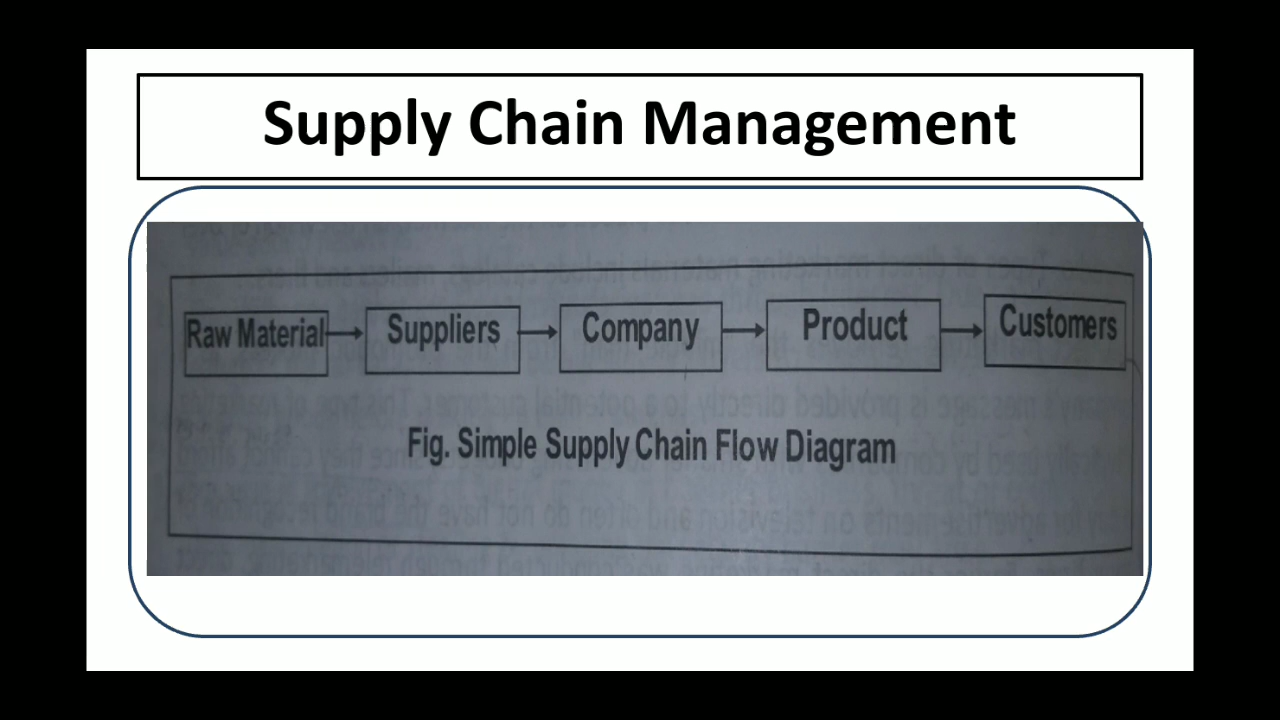 Supply Chain Management
Raw Material Suppliers Company Product Customers
Fig. Simple Supply Chain Flow Diagram